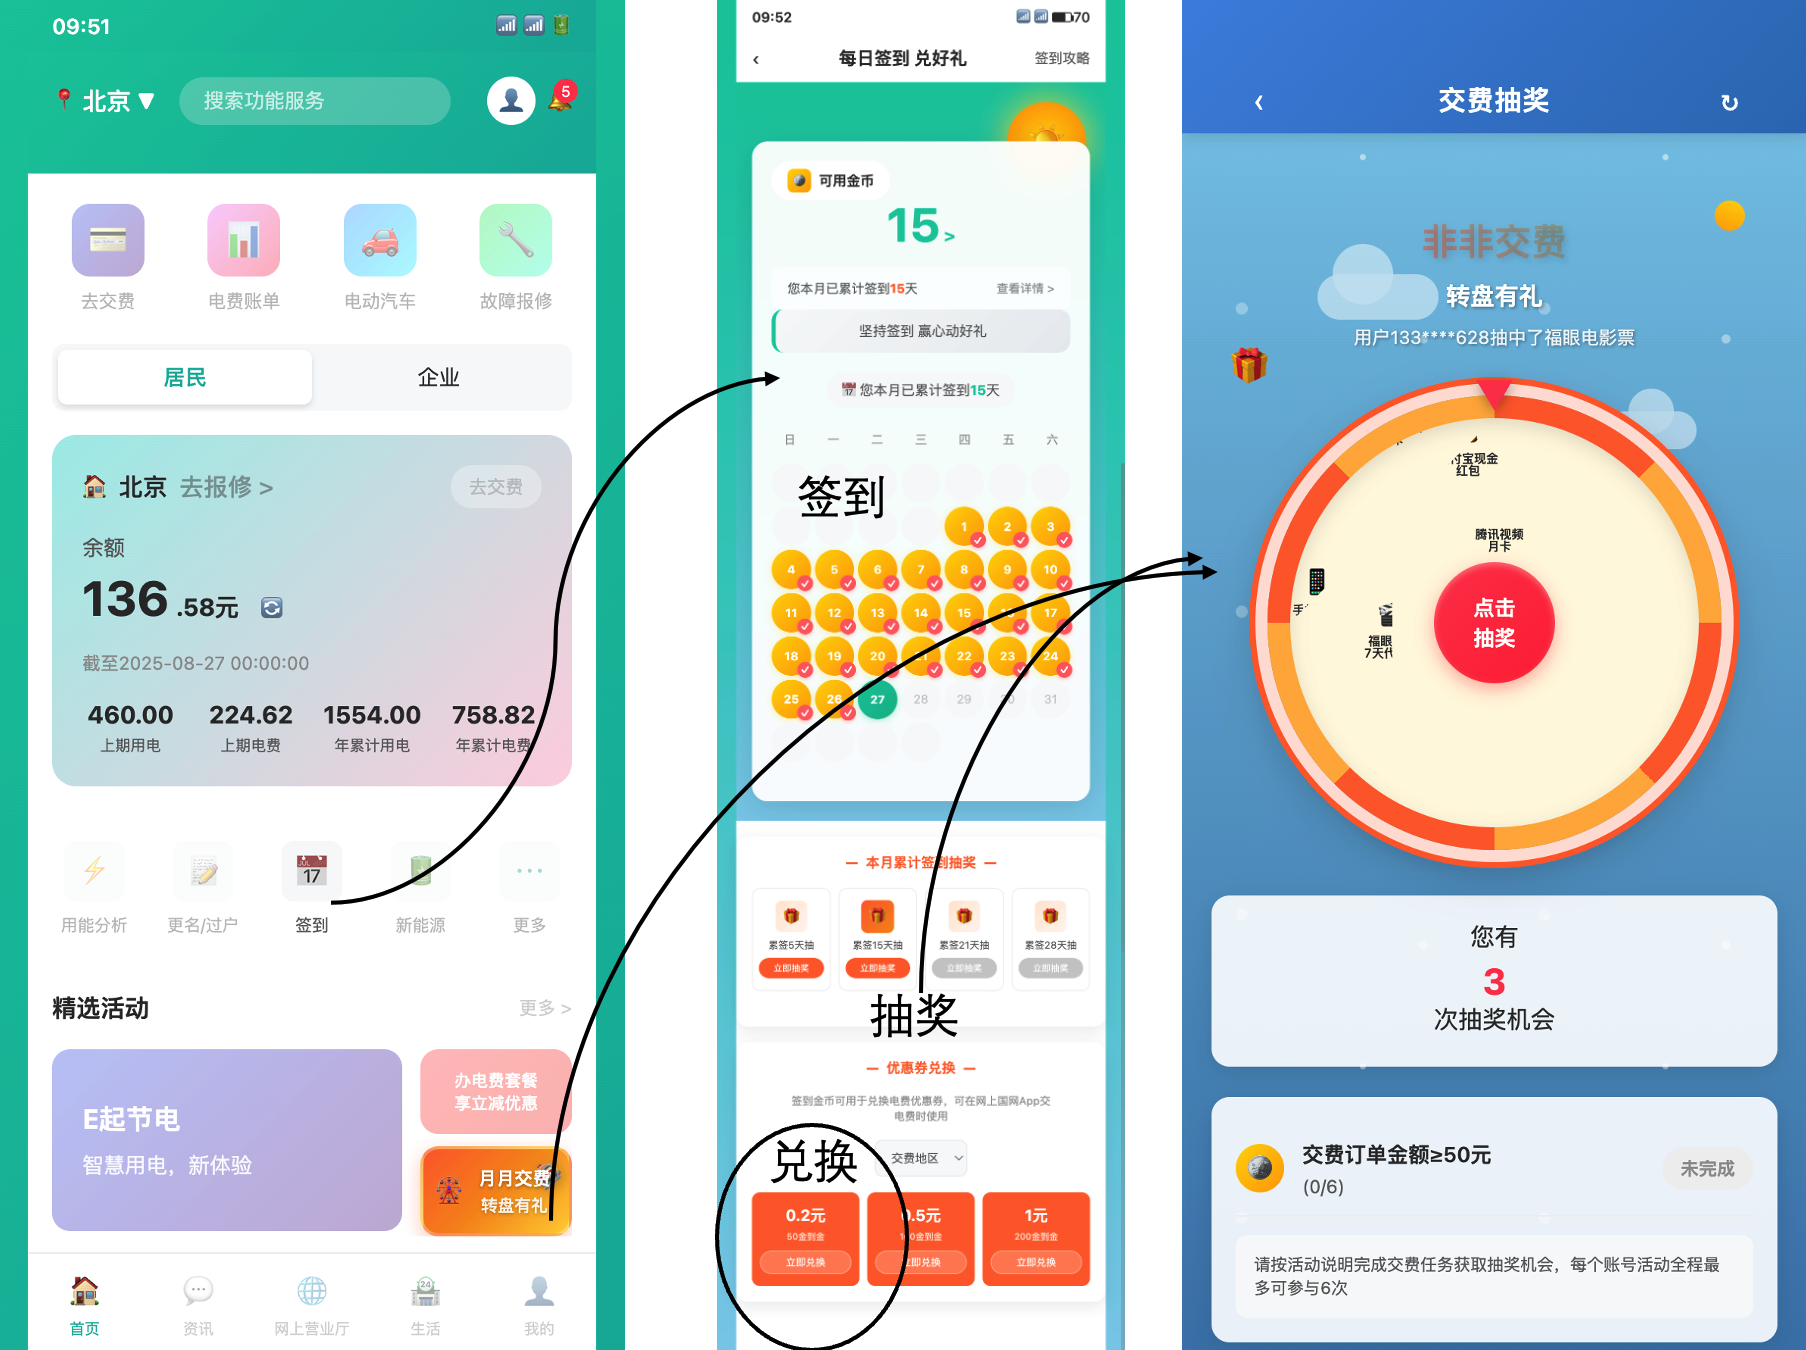 09:51
北京
搜索功能服务
5
去交费
电费账单
电动汽车
故障报修
居民
企业
北京 去报修 >
去交费
余额
136.58元
截至2025-08-27 00:00:00
460.00 224.62 1554.00 758.82
上期用电 上期电费 年累计用电 年累计电费
JUL
17
24
用能分析
更名/过户
签到
新能源
更多
精选活动
更多 >
E起节电
智慧用电，新体验
办电费套餐
享立减优惠
月月交费
转盘有礼
首页
资讯
网上营业厅
生活
我的
09:52
70
每日签到 兑好礼
签到攻略
可用金币
15 >
您本月已累计签到15天
查看详情 >
坚持签到 赢心动好礼
您本月已累计签到15天
日 一 二 三 四 五 六
签到
1 2 3
4 5 6 7 8 9 10
11 12 13 14 15 16 17
18 19 20 21 22 23 24
25 26 27 28 29 30 31
本月累计签到抽奖
累签5天抽 累签15天抽 累签21天抽 累签28天抽
立即抽奖 立即抽奖 立即抽奖 立即抽奖
抽奖
优惠券兑换
签到金币可用于兑换电费优惠券，可在网上国网App交
电费时使用
兑换
交费地区
0.2元 0.5元 1元
50金到金 100金到金 200金到金
立即兑换 立即兑换 立即兑换
交费抽奖
非非交费
转盘有礼
用户133****628抽中了福眼电影票
付宝现金
红包
腾讯视频
月卡
手
福眼
7天
点击
抽奖
您有
3
次抽奖机会
交费订单金额≥50元
(0/6)
未完成
请按活动说明完成交费任务获取抽奖机会，每个账号活动全程最
多可参与6次